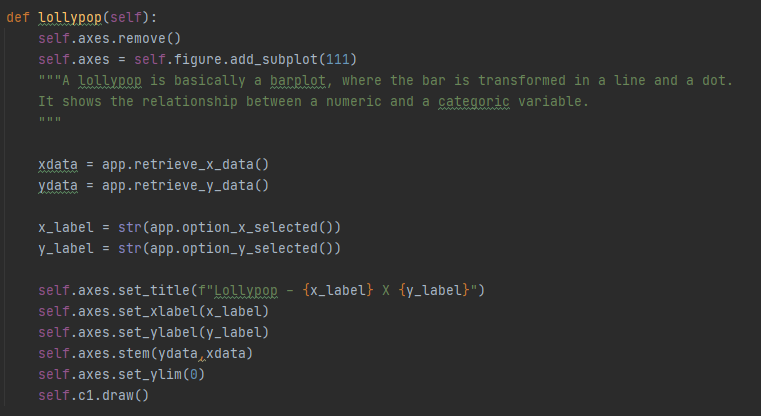 def lollypop(self):
    self.axes.remove()
    self.axes = self.figure.add_subplot(111)
    """A lollypop is basically a barplot, where the bar is transformed in a line and a dot.
    It shows the relationship between a numeric and a categoric variable.
    """

    xdata = app.retrieve_x_data()
    ydata = app.retrieve_y_data()

    x_label = str(app.option_x_selected())
    y_label = str(app.option_y_selected())

    self.axes.set_title(f"Lollypop - {x_label} X {y_label}")
    self.axes.set_xlabel(x_label)
    self.axes.set_ylabel(y_label)
    self.axes.stem(ydata,xdata)
    self.axes.set_ylim(0)
    self.c1.draw()